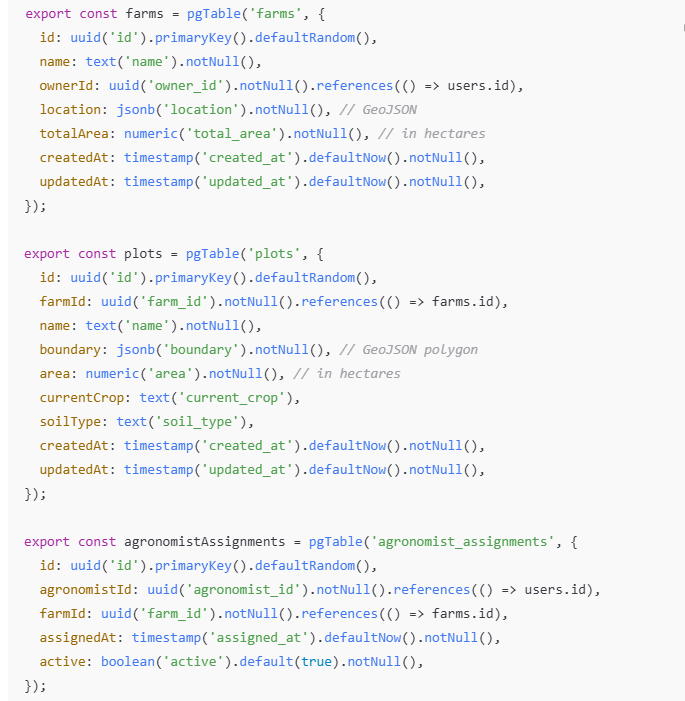 export const farms = pgTable('farms', {
  id: uuid('id').primaryKey().defaultRandom(),
  name: text('name').notNull(),
  ownerId: uuid('owner_id').notNull().references(() => users.id),
  location: jsonb('location').notNull(), // GeoJSON
  totalArea: numeric('total_area').notNull(), // in hectares
  createdAt: timestamp('created_at').defaultNow().notNull(),
  updatedAt: timestamp('updated_at').defaultNow().notNull(),
});

export const plots = pgTable('plots', {
  id: uuid('id').primaryKey().defaultRandom(),
  farmId: uuid('farm_id').notNull().references(() => farms.id),
  name: text('name').notNull(),
  boundary: jsonb('boundary').notNull(), // GeoJSON polygon
  area: numeric('area').notNull(), // in hectares
  currentCrop: text('current_crop'),
  soilType: text('soil_type'),
  createdAt: timestamp('created_at').defaultNow().notNull(),
  updatedAt: timestamp('updated_at').defaultNow().notNull(),
});

export const agronomistAssignments = pgTable('agronomist_assignments', {
  id: uuid('id').primaryKey().defaultRandom(),
  agronomistId: uuid('agronomist_id').notNull().references(() => users.id),
  farmId: uuid('farm_id').notNull().references(() => farms.id),
  assignedAt: timestamp('assigned_at').defaultNow().notNull(),
  active: boolean('active').default(true).notNull(),
});